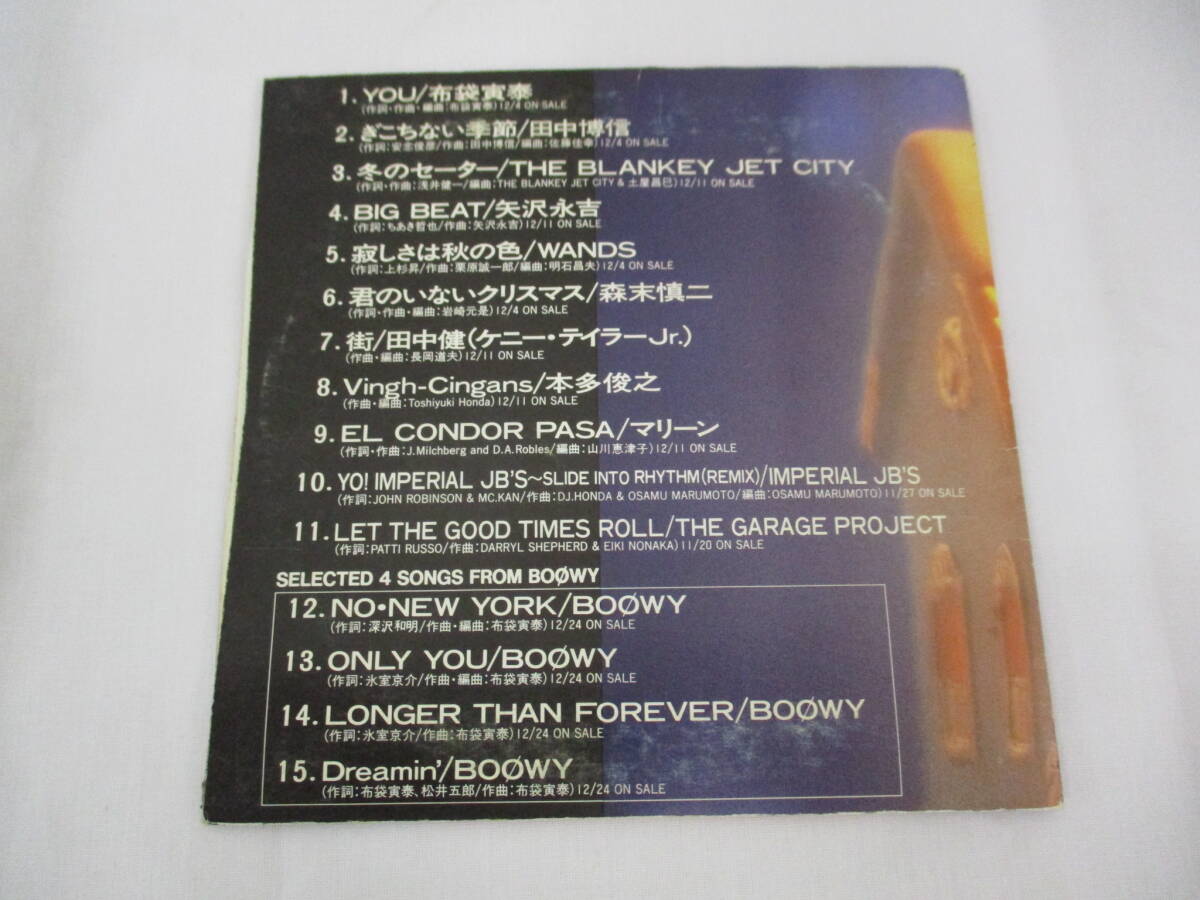 1. YOU/布袋寅泰
(作詞・作曲・編曲:布袋寅泰)12/4 ON SALE
2. ぎこちない季節/田中博信
(作詞:安志俊彦/作曲:田中博信/編曲:佐藤佳幸)12/4 ON SALE
3. 冬のセーター/THE BLANKEY JET CITY
(作詞・作曲:浅井健一/編曲:THE BLANKEY JET CITY & 土屋昌巳)12/11 ON SALE
4. BIG BEAT/矢沢永吉
(作詞:ちあき哲也/作曲:矢沢永吉)12/11 ON SALE
5. 寂しさは秋の色/WANDS
(作詞:上杉昇/作曲:栗原誠一郎/編曲:明石昌夫)12/4 ON SALE
6. 君のいないクリスマス/森末慎二
(作詞・作曲・編曲:岩崎元是)12/4 ON SALE
7. 街/田中健(ケニー・テイラーJr.)
(作曲・編曲:長岡道夫)12/11 ON SALE
8. Vingh-Cingans/本多俊之
(作曲・編曲:Toshiyuki Honda)12/11 ON SALE
9. EL CONDOR PASA/マリーン
(作詞・作曲:J.Milchberg and D.A.Robles/編曲:山川恵津子)12/11 ON SALE
10. YO! IMPERIAL JB'S~SLIDE INTO RHYTHM(REMIX)/IMPERIAL JB'S
(作詞:JOHN ROBINSON & MC.KAN/作曲:DJ.HONDA & OSAMU MARUMOTO/編曲:OSAMU MARUMOTO)11/27 ON SALE
11. LET THE GOOD TIMES ROLL/THE GARAGE PROJECT
(作詞:PATTI RUSSO/作曲:DARRYL SHEPHERD & EIKI NONAKA)11/20 ON SALE
SELECTED 4 SONGS FROM BOØWY
12. NO・NEW YORK/BOØWY
(作詞:深沢和明/作曲・編曲:布袋寅泰)12/24 ON SALE
13. ONLY YOU/BOØWY
(作詞:氷室京介/作曲・編曲:布袋寅泰)12/24 ON SALE
14. LONGER THAN FOREVER/BOØWY
(作詞:氷室京介/作曲:布袋寅泰)12/24 ON SALE
15. Dreamin'/BOØWY
(作詞:布袋寅泰、松井五郎/作曲:布袋寅泰)12/24 ON SALE